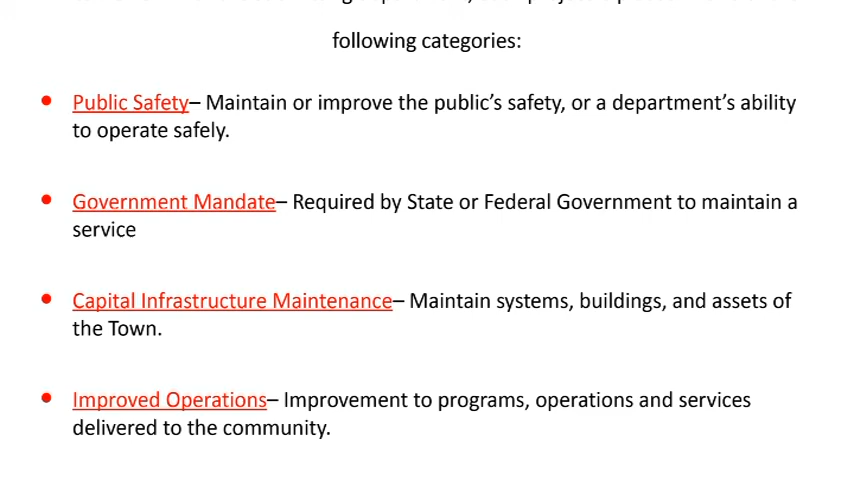 following categories:
• Public Safety– Maintain or improve the public’s safety, or a department’s ability
to operate safely.
• Government Mandate– Required by State or Federal Government to maintain a
service
• Capital Infrastructure Maintenance– Maintain systems, buildings, and assets of
the Town.
• Improved Operations– Improvement to programs, operations and services
delivered to the community.